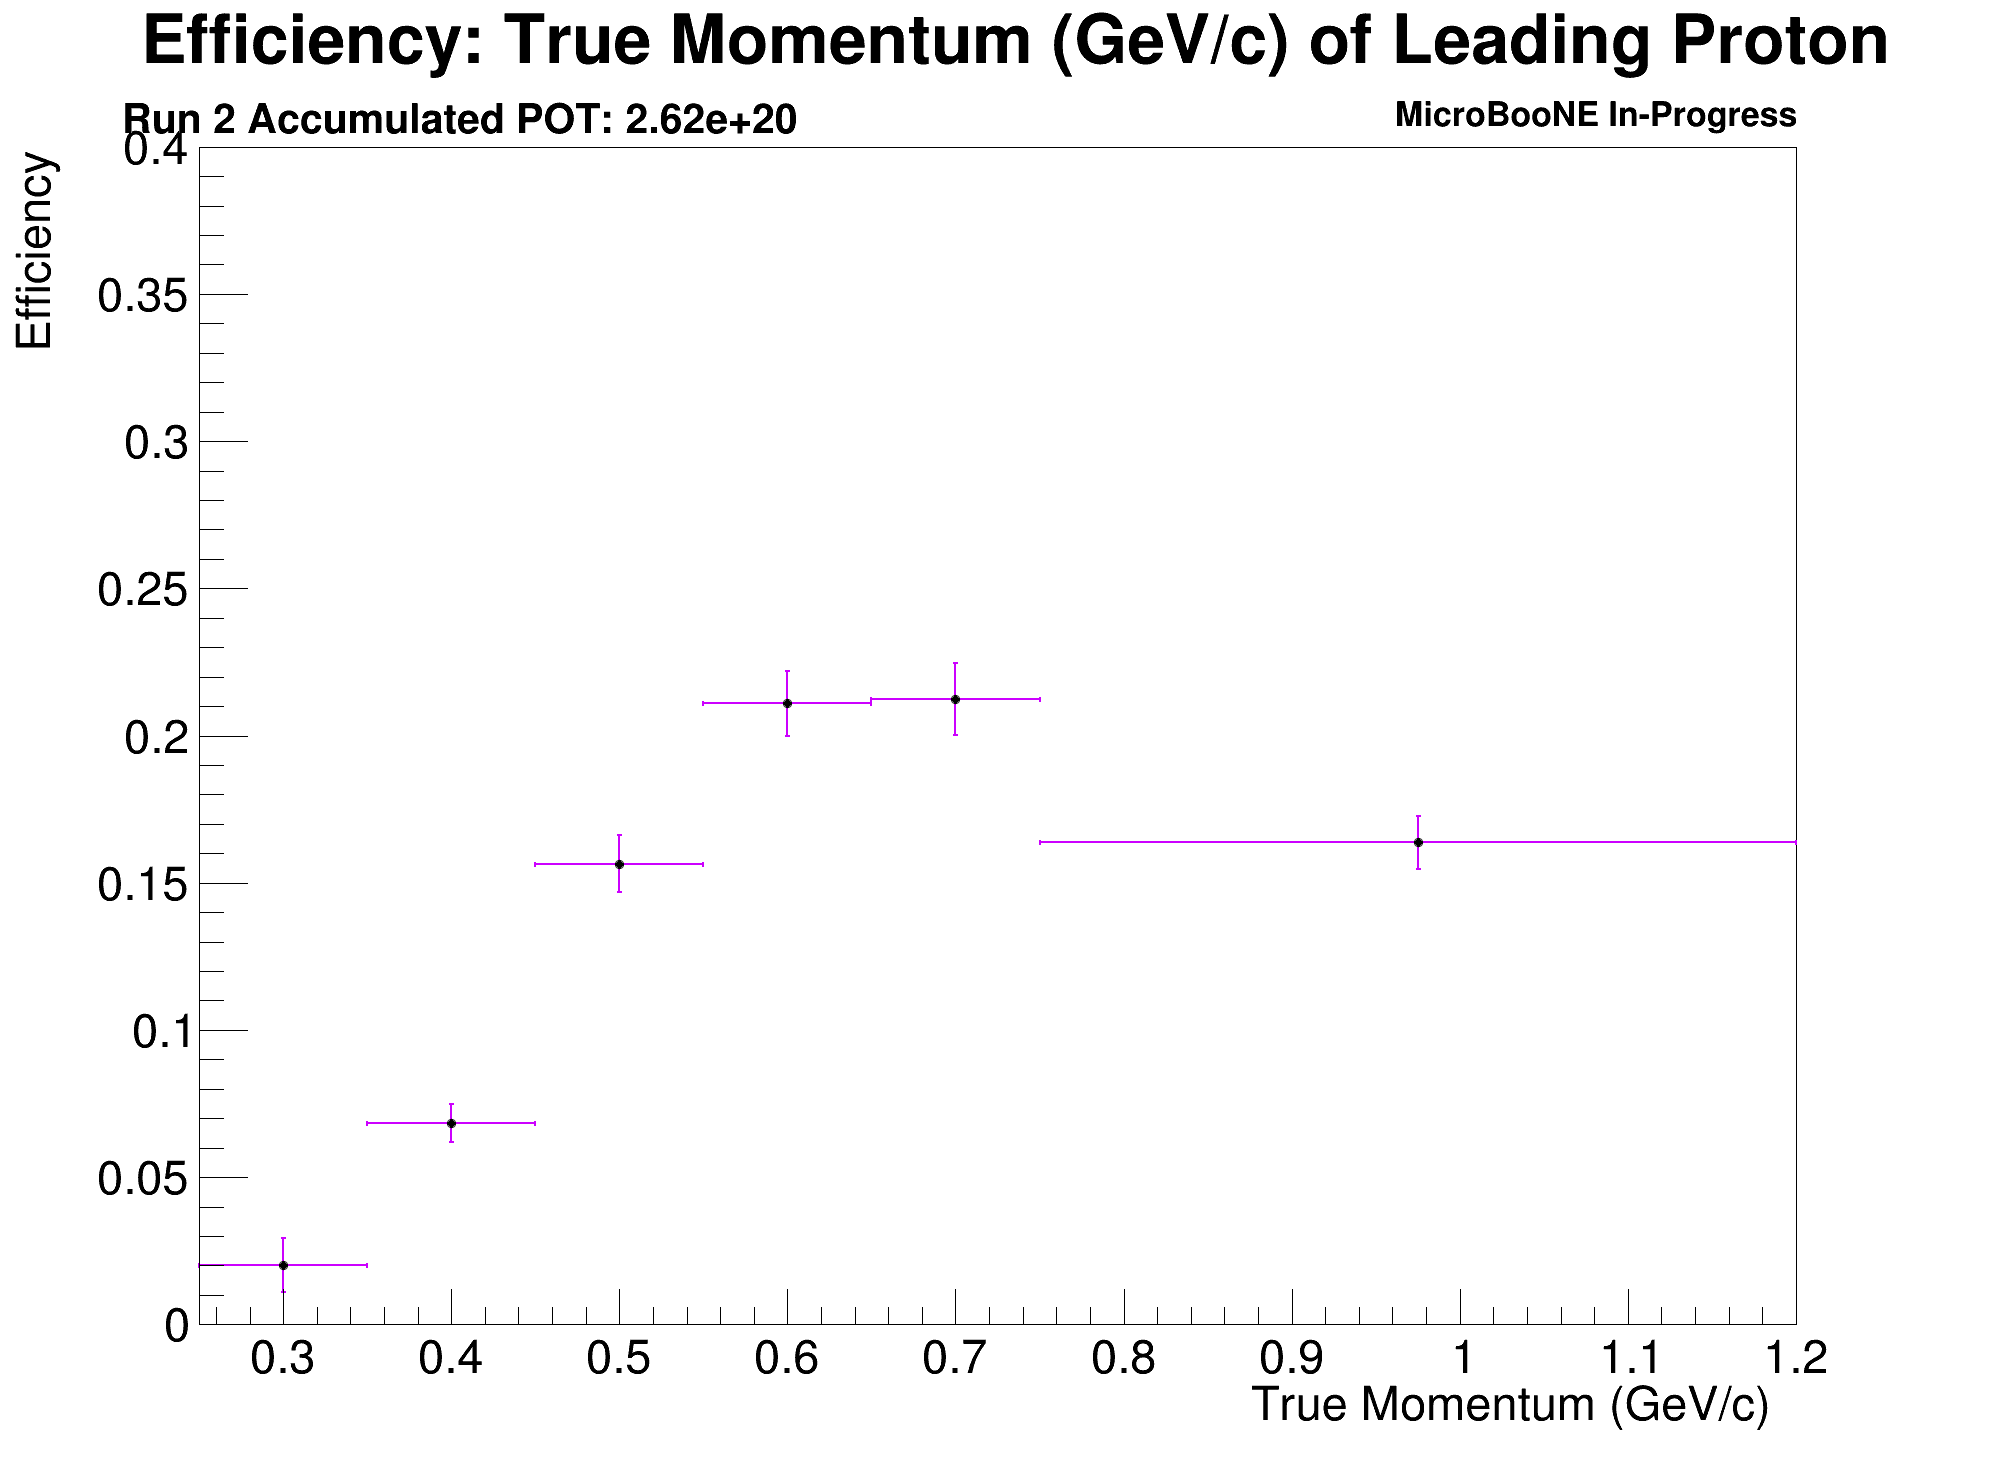 Efficiency: True Momentum (GeV/c) of Leading Proton
Run 2 Accumulated POT: 2.62e+20
MicroBooNE In-Progress
Efficiency
0.4
0.35
0.3
0.25
0.2
0.15
0.1
0.05
0
0.3 0.4 0.5 0.6 0.7 0.8 0.9 1 1.1 1.2
True Momentum (GeV/c)